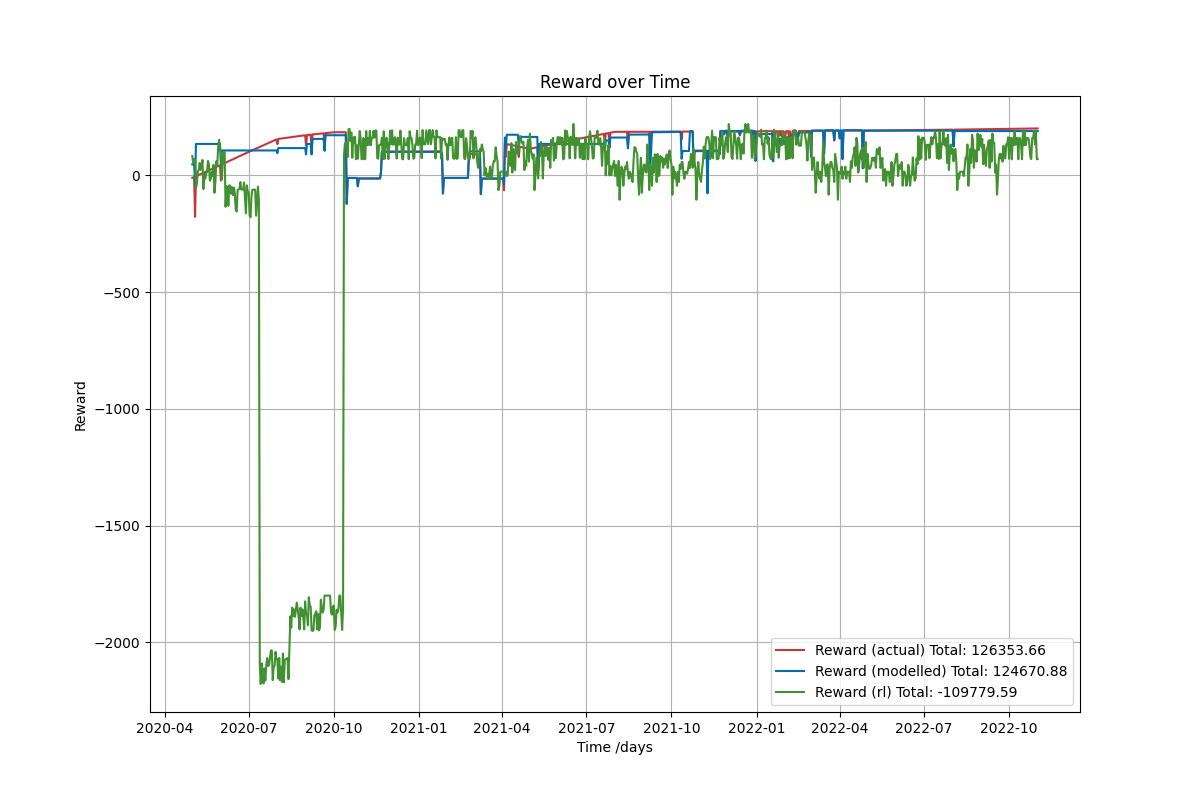 Reward over Time
Reward
0
−500
−1000
−1500
−2000
Reward (actual) Total: 126353.66
Reward (modelled) Total: 124670.88
Reward (rl) Total: -109779.59
2020-04 2020-07 2020-10 2021-01 2021-04 2021-07 2021-10 2022-01 2022-04 2022-07 2022-10
Time /days